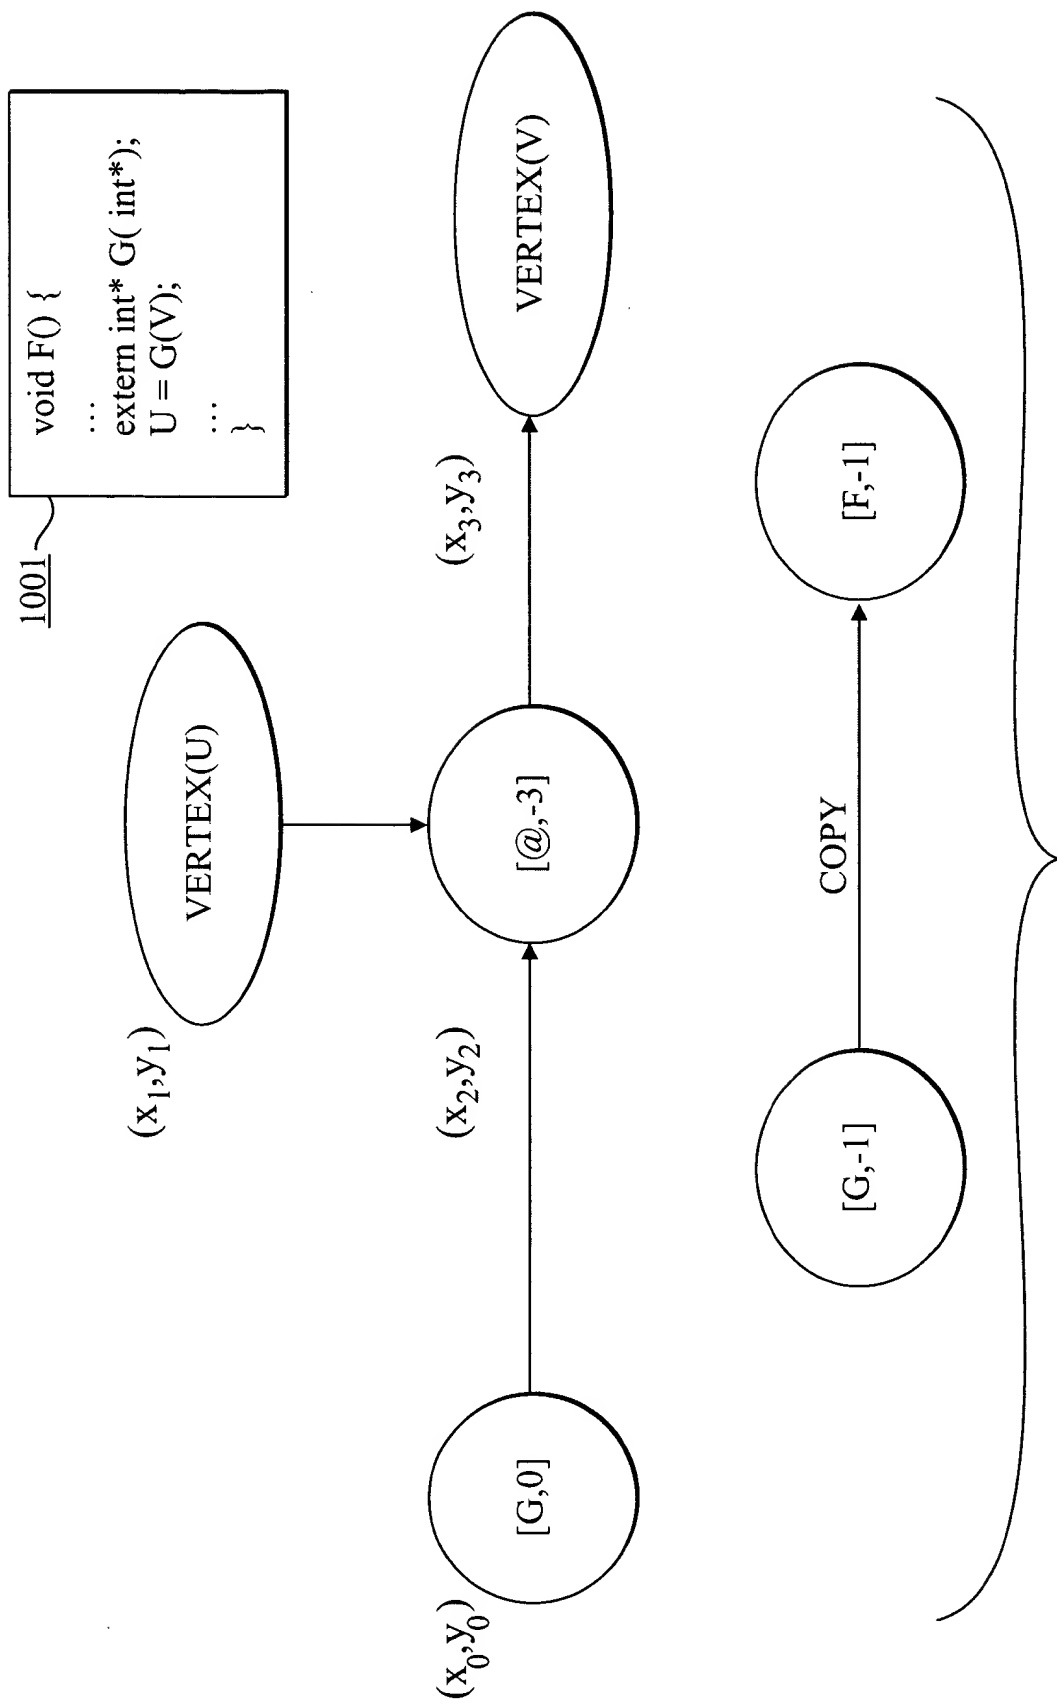 1001
void F() {
...
extern int* G( int*);
U = G(V);
...
}
(x1,y1)
VERTEX(U)
(x0,y0)
[G,0]
(x2,y2)
[@,-3]
(x3,y3)
VERTEX(V)
[G,-1]
COPY
[F,-1]